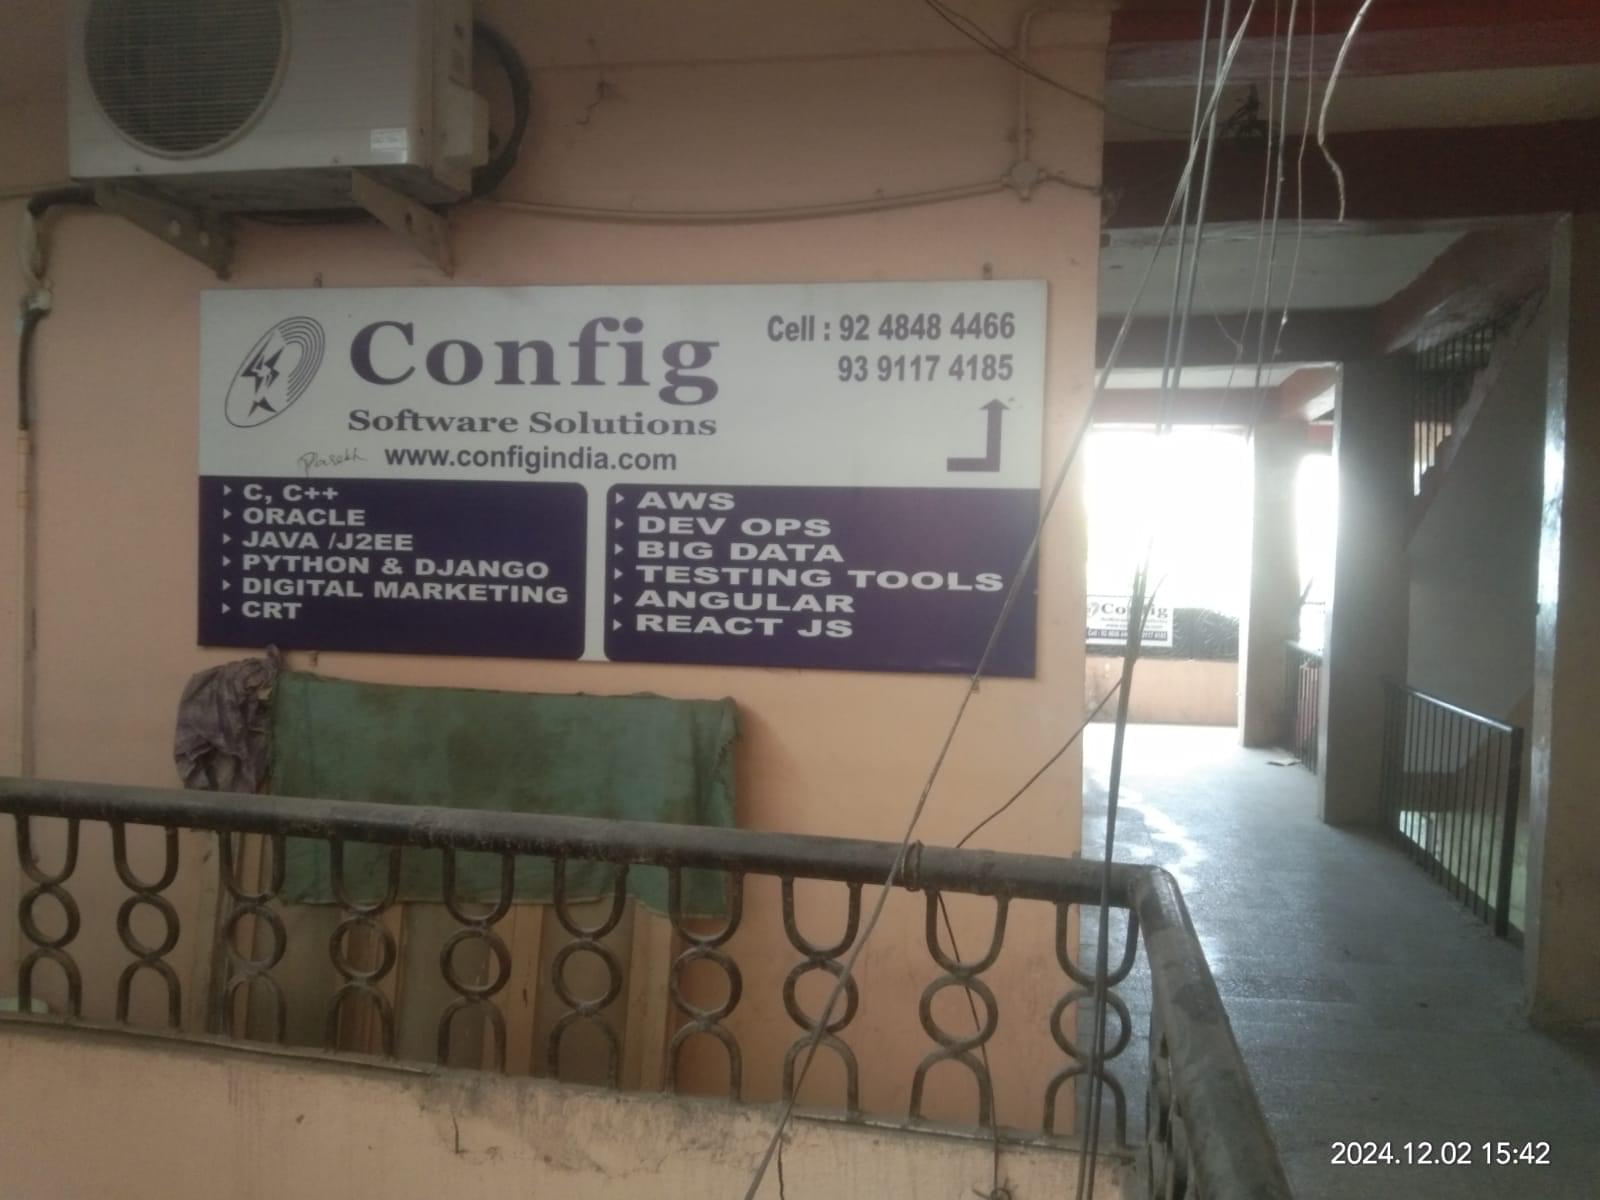 Config
Software Solutions
www.configindia.com
Cell : 92 4848 4466
93 9117 4185
C, C++
ORACLE
JAVA /J2EE
PYTHON & DJANGO
DIGITAL MARKETING
CRT
AWS
DEV OPS
BIG DATA
TESTING TOOLS
ANGULAR
REACT JS
Config
2024.12.02 15:42